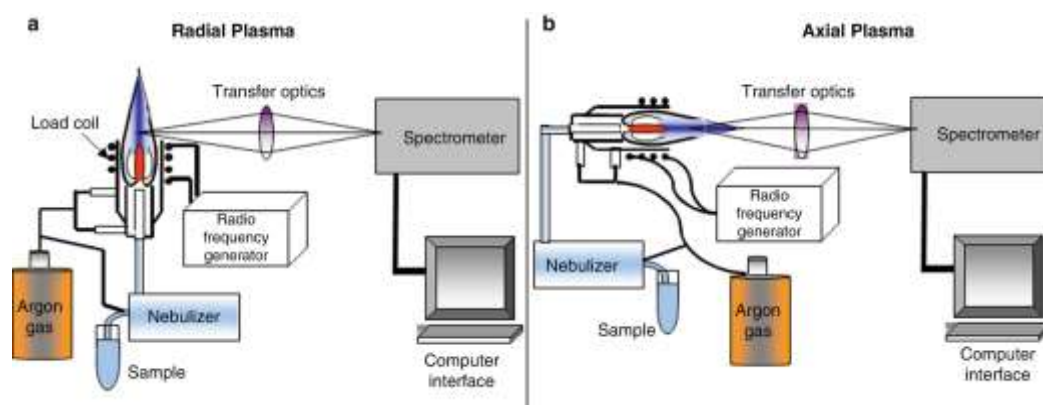 a
Radial Plasma
Transfer optics
Load coil
Spectrometer
Radio
frequency
generator
Argon
gas
Nebulizer
Sample
Computer
interface
b
Axial Plasma
Transfer optics
Spectrometer
Radio
frequency
generator
Nebulizer
Sample
Argon
gas
Computer
interface